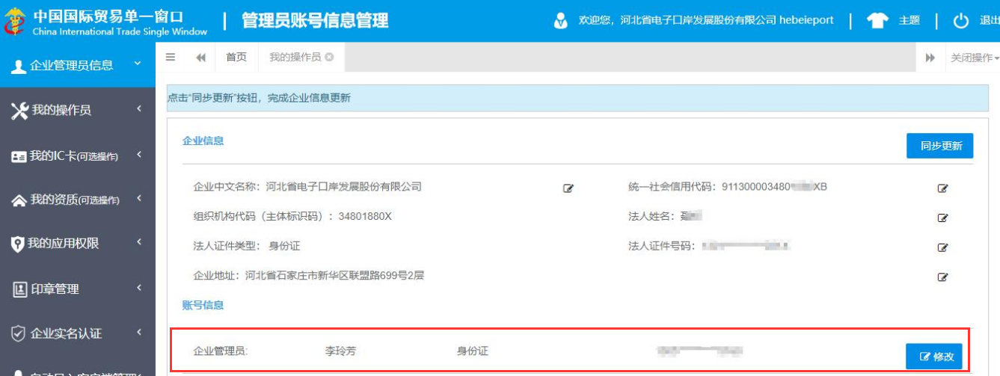 中国国际贸易单一窗口
China International Trade Single Window
管理员账号信息管理
欢迎您，河北省电子口岸发展股份有限公司 hebeieport
主题
退出
企业管理员信息
首页
我的操作员
关闭操作
点击“同步更新”按钮，完成企业信息更新
我的操作员
我的IC卡(可选操作)
我的资质(可选操作)
我的应用权限
印章管理
企业实名认证
企业信息
同步更新
企业中文名称：河北省电子口岸发展股份有限公司
统一社会信用代码：911300003480 XB
组织机构代码（主体标识码）：34801880X
法人姓名：
法人证件类型： 身份证
法人证件号码：
企业地址：河北省石家庄市新华区联盟路699号2层
账号信息
企业管理员:
李玲芳
身份证
修改